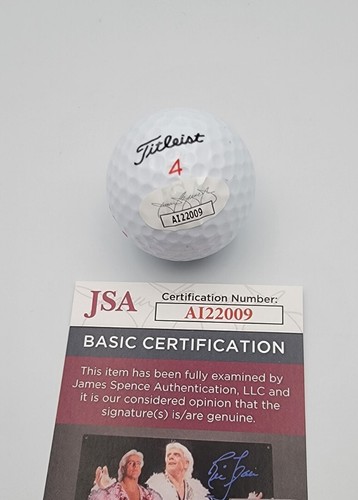 Titleist
4
AI22009
JSA
Certification Number:
AI22009
BASIC CERTIFICATION
This item has been fully examined by
James Spence Authentication, LLC and
it is our considered opinion that the
signature(s) is/are genuine.